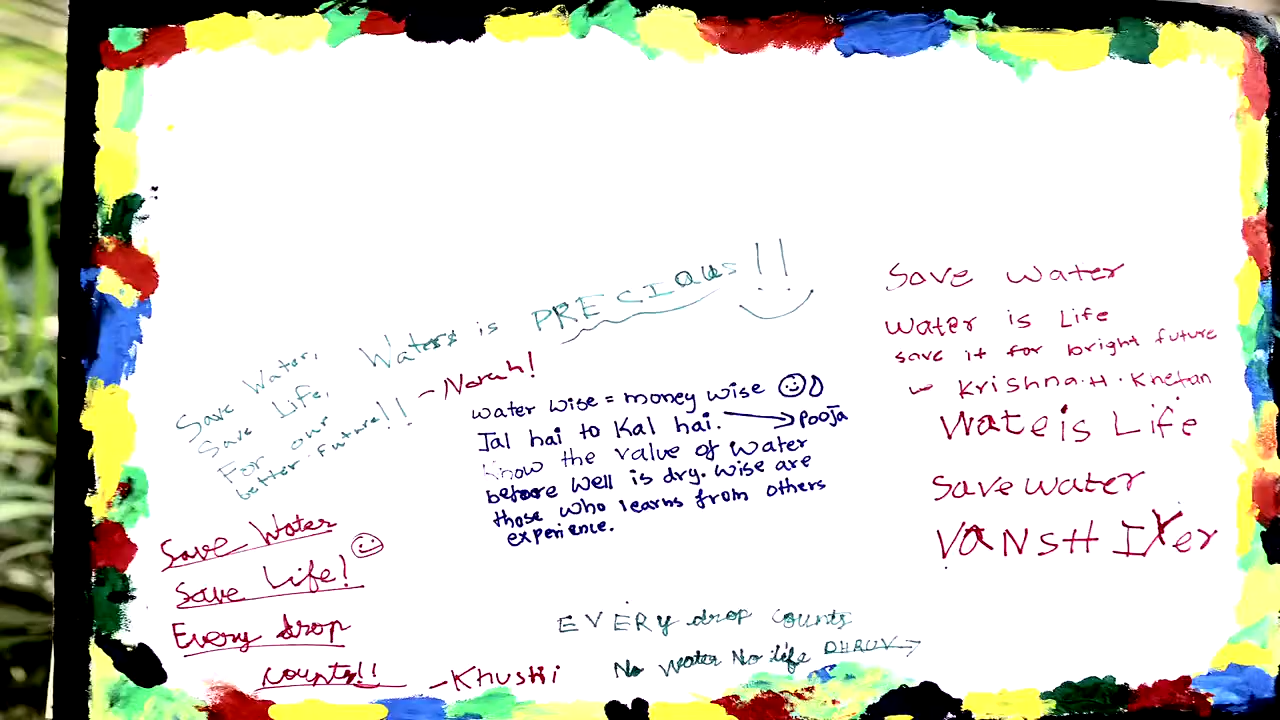 Waters is PRECIOUS!!
Save Water,
Save Life,
For our
better future!!
- Norah!
water wise = money wise
Jal hai to Kal hai. → Pooja
Know the value of water
before well is dry. Wise are
those who learns from others
experience.
Save Water
Save Life!
Every drop
counts!!
- Khushi
EVERY drop counts
No water No life DHRUV
Save water
Water is Life
save it for bright future
Krishna.H.Khetan
Wate is Life
Save water
VANSH